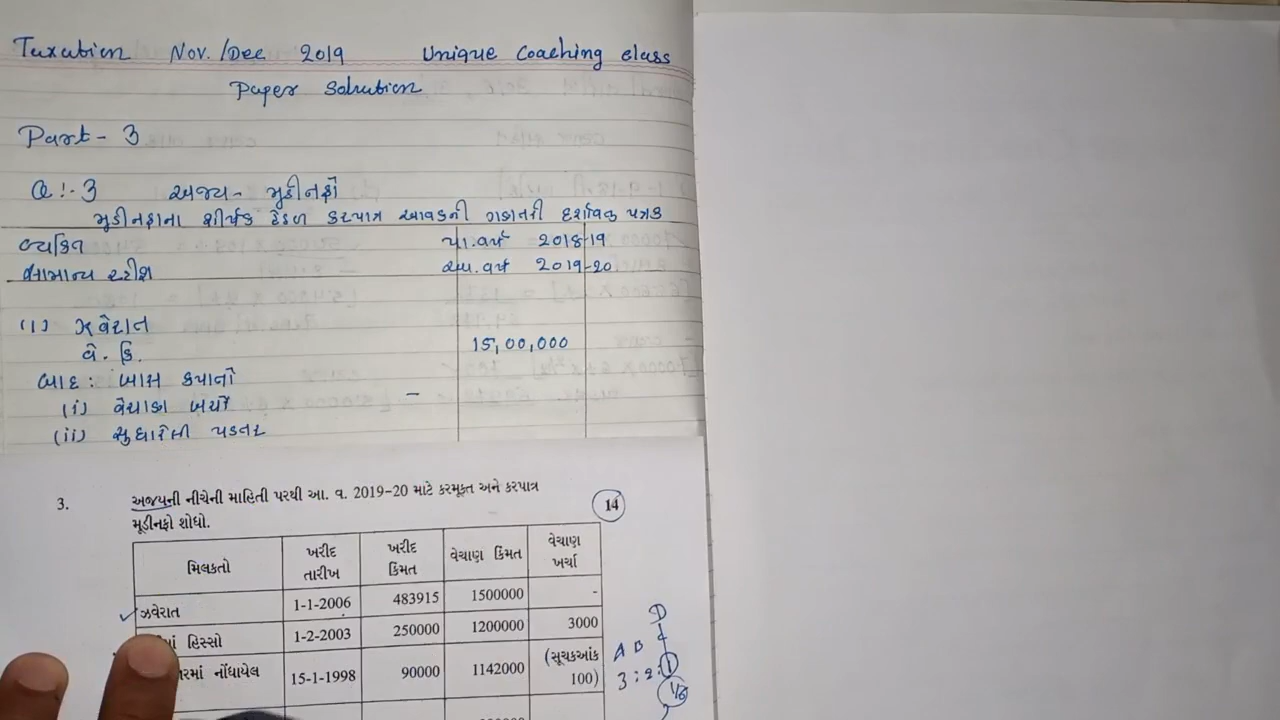 Taxation Nov./Dec 2019 Unique Coaching class
Paper Solution
Part - 3
Q:-3 અજય - મૂડીનફો
મૂડીનફાના શીર્ષક હેઠળ કરપાત્ર આવકની ગણતરી દર્શાવતું પત્રક
વ્યક્તિ પા.વર્ષ 2018-19
સામાન્ય રહીશ આ.વર્ષ 2019-20
(1) ઝવેરાત
વે. કિં. 15,00,000
બાદ : ખાસ કપાતો
(i) વેચાણ ખર્ચો -
(ii) સુધારેલી પડતર
3. અજયની નીચેની માહિતી પરથી આ. વ. 2019-20 માટે કરમુક્ત અને કરપાત્ર 14
મૂડીનફો શોધો.
મિલકતો ખરીદ તારીખ ખરીદ કિંમત વેચાણ કિંમત વેચાણ ખર્ચા
ઝવેરાત 1-1-2006 483915 1500000 -
હિસ્સો 1-2-2003 250000 1200000 3000
નોંધાયેલ 15-1-1998 90000 1142000 (સૂચકઆંક 100)
D
A B
3 : 2 : 1
1/6